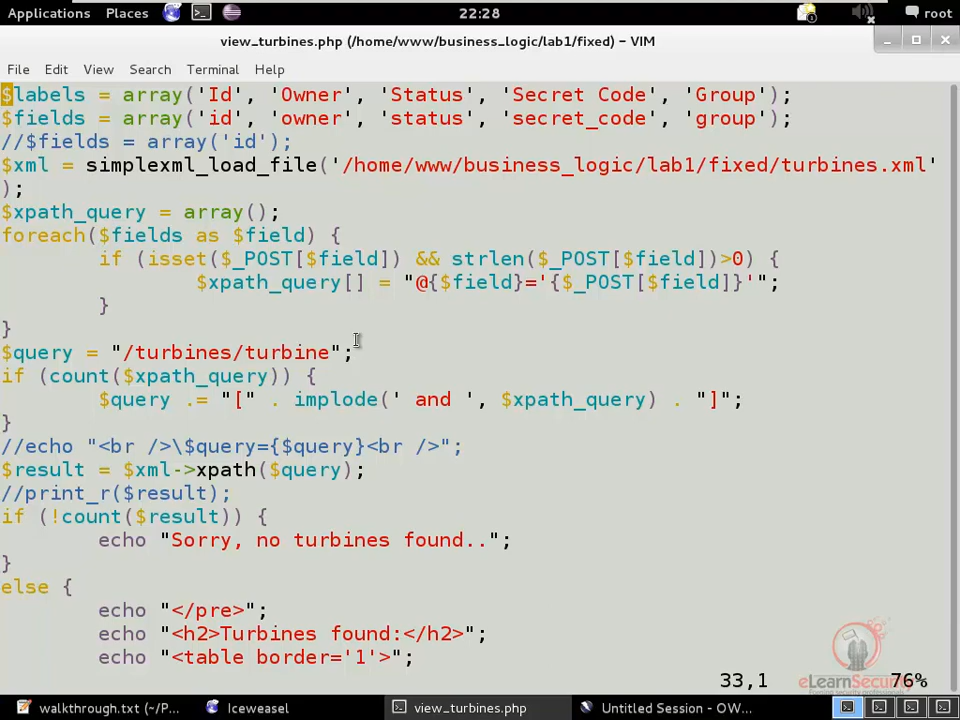 Applications Places 22:28 1 root
view_turbines.php (/home/www/business_logic/lab1/fixed) - VIM
File Edit View Search Terminal Help
$labels = array('Id', 'Owner', 'Status', 'Secret Code', 'Group');
$fields = array('id', 'owner', 'status', 'secret_code', 'group');
//$fields = array('id');
$xml = simplexml_load_file('/home/www/business_logic/lab1/fixed/turbines.xml'
);
$xpath_query = array();
foreach($fields as $field) {
if (isset($_POST[$field]) && strlen($_POST[$field])>0) {
$xpath_query[] = "@{$field}='{$_POST[$field]}'";
}
}
$query = "/turbines/turbine";
if (count($xpath_query)) {
$query .= "[" . implode(' and ', $xpath_query) . "]";
}
//echo "<br />\$query={$query}<br />";
$result = $xml->xpath($query);
//print_r($result);
if (!count($result)) {
echo "Sorry, no turbines found..";
}
else {
echo "</pre>";
echo "<h2>Turbines found:</h2>";
echo "<table border='1'>";
33,1 76%
eLearnSecurity
walkthrough.txt (~/P... Iceweasel view_turbines.php Untitled Session - OW...